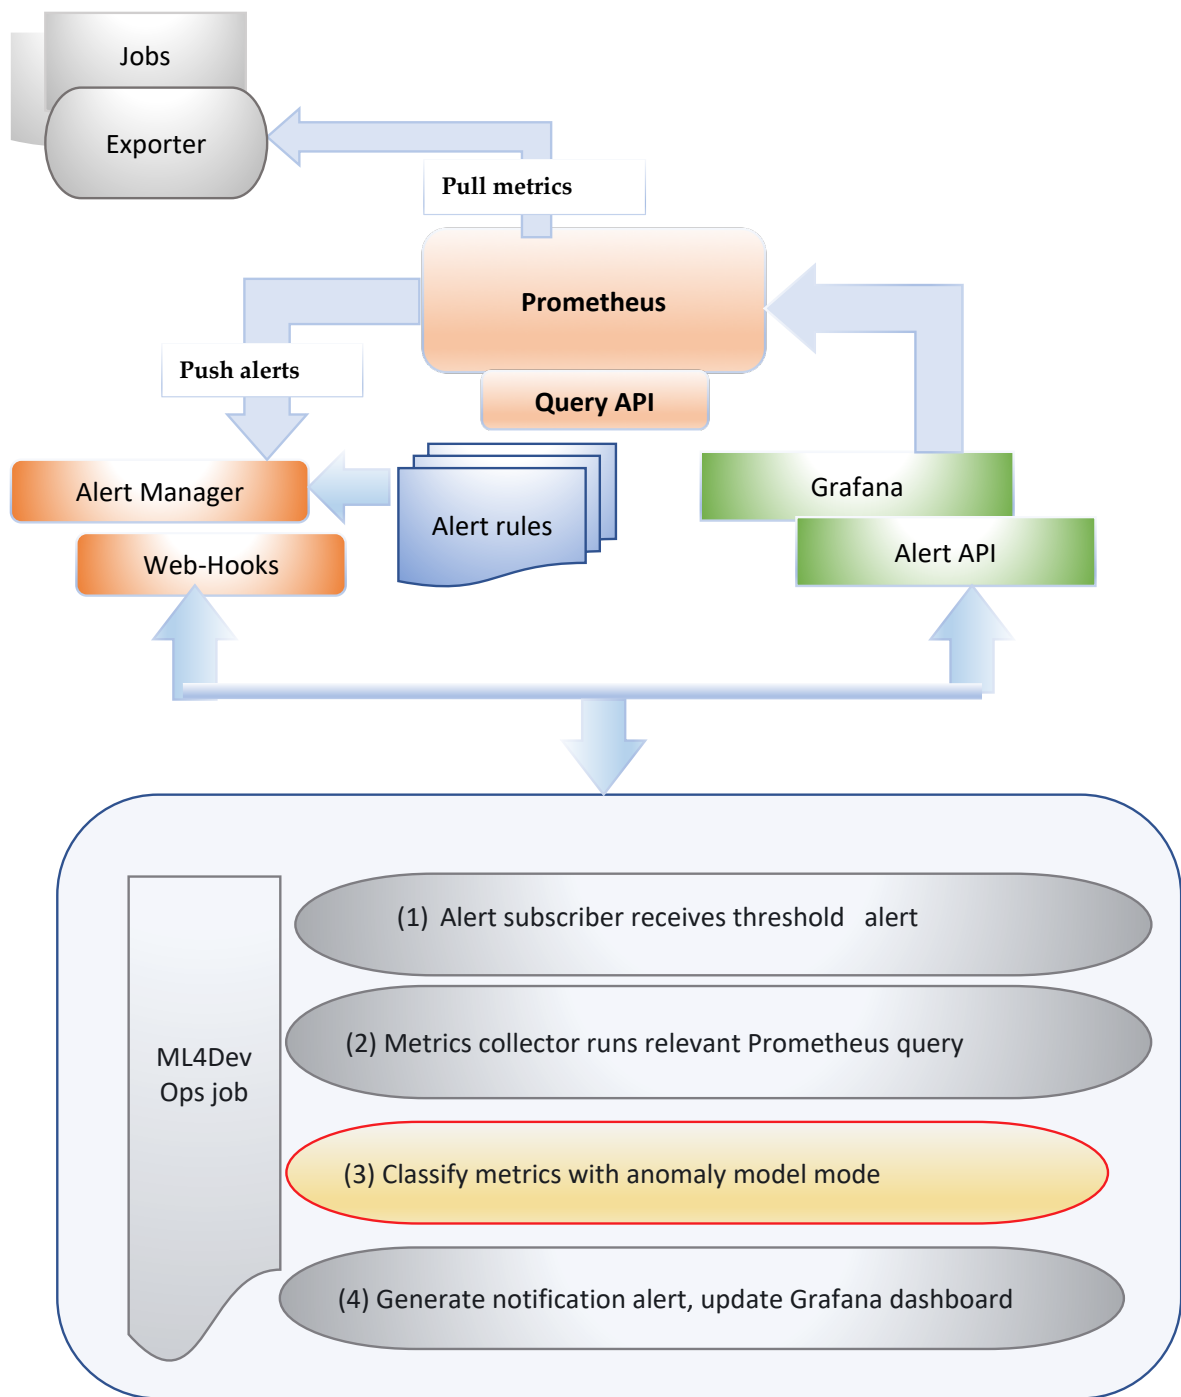 Jobs
Exporter
Pull metrics
Prometheus
Query API
Push alerts
Alert Manager
Web-Hooks
Alert rules
Grafana
Alert API
ML4Dev
Ops job
(1) Alert subscriber receives threshold alert
(2) Metrics collector runs relevant Prometheus query
(3) Classify metrics with anomaly model mode
(4) Generate notification alert, update Grafana dashboard